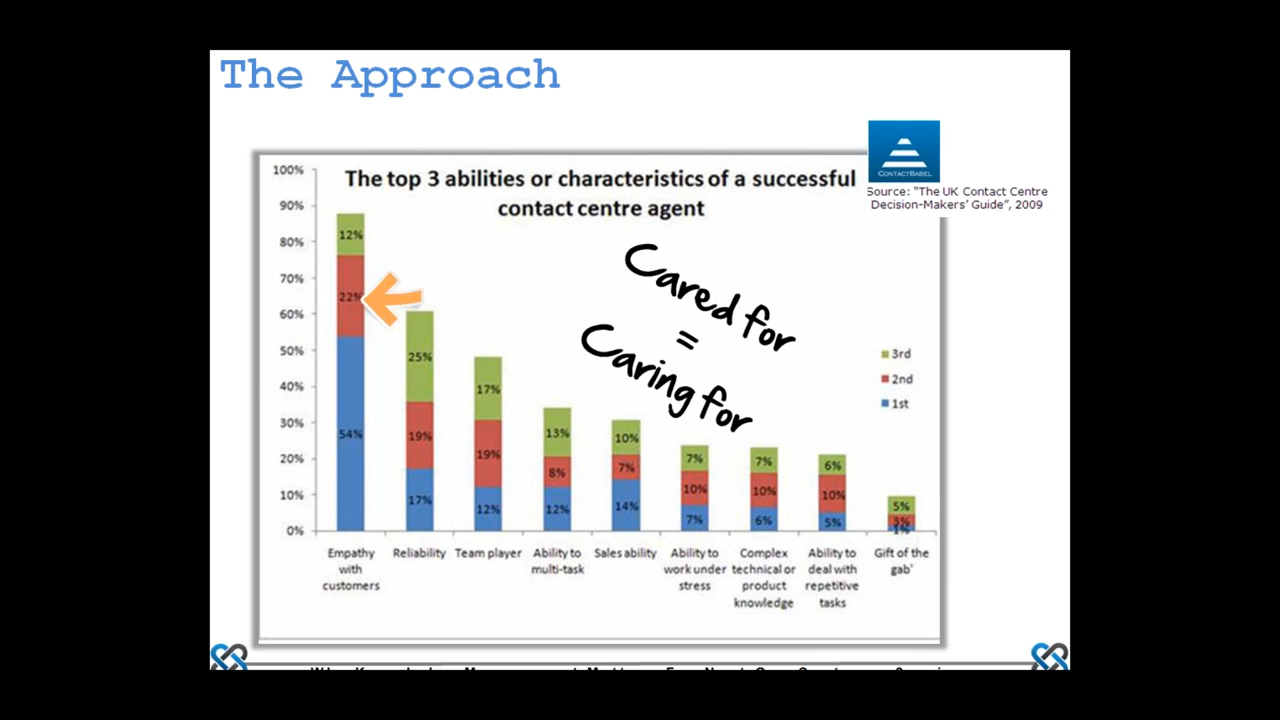 The Approach
CONTACTBABEL
Source: "The UK Contact Centre
Decision-Makers' Guide", 2009
The top 3 abilities or characteristics of a successful
contact centre agent
100%
90%
80%
70%
60%
50%
40%
30%
20%
10%
0%
12%
22%
54%
25%
19%
17%
17%
19%
12%
13%
8%
12%
10%
7%
14%
7%
10%
7%
7%
10%
6%
6%
10%
5%
5%
3%
1%
Cared for
=
Caring for
3rd
2nd
1st
Empathy
with
customers
Reliability
Team player
Ability to
multi-task
Sales ability
Ability to
work under
stress
Complex
technical or
product
knowledge
Ability to
deal with
repetitive
tasks
Gift of the
gab'